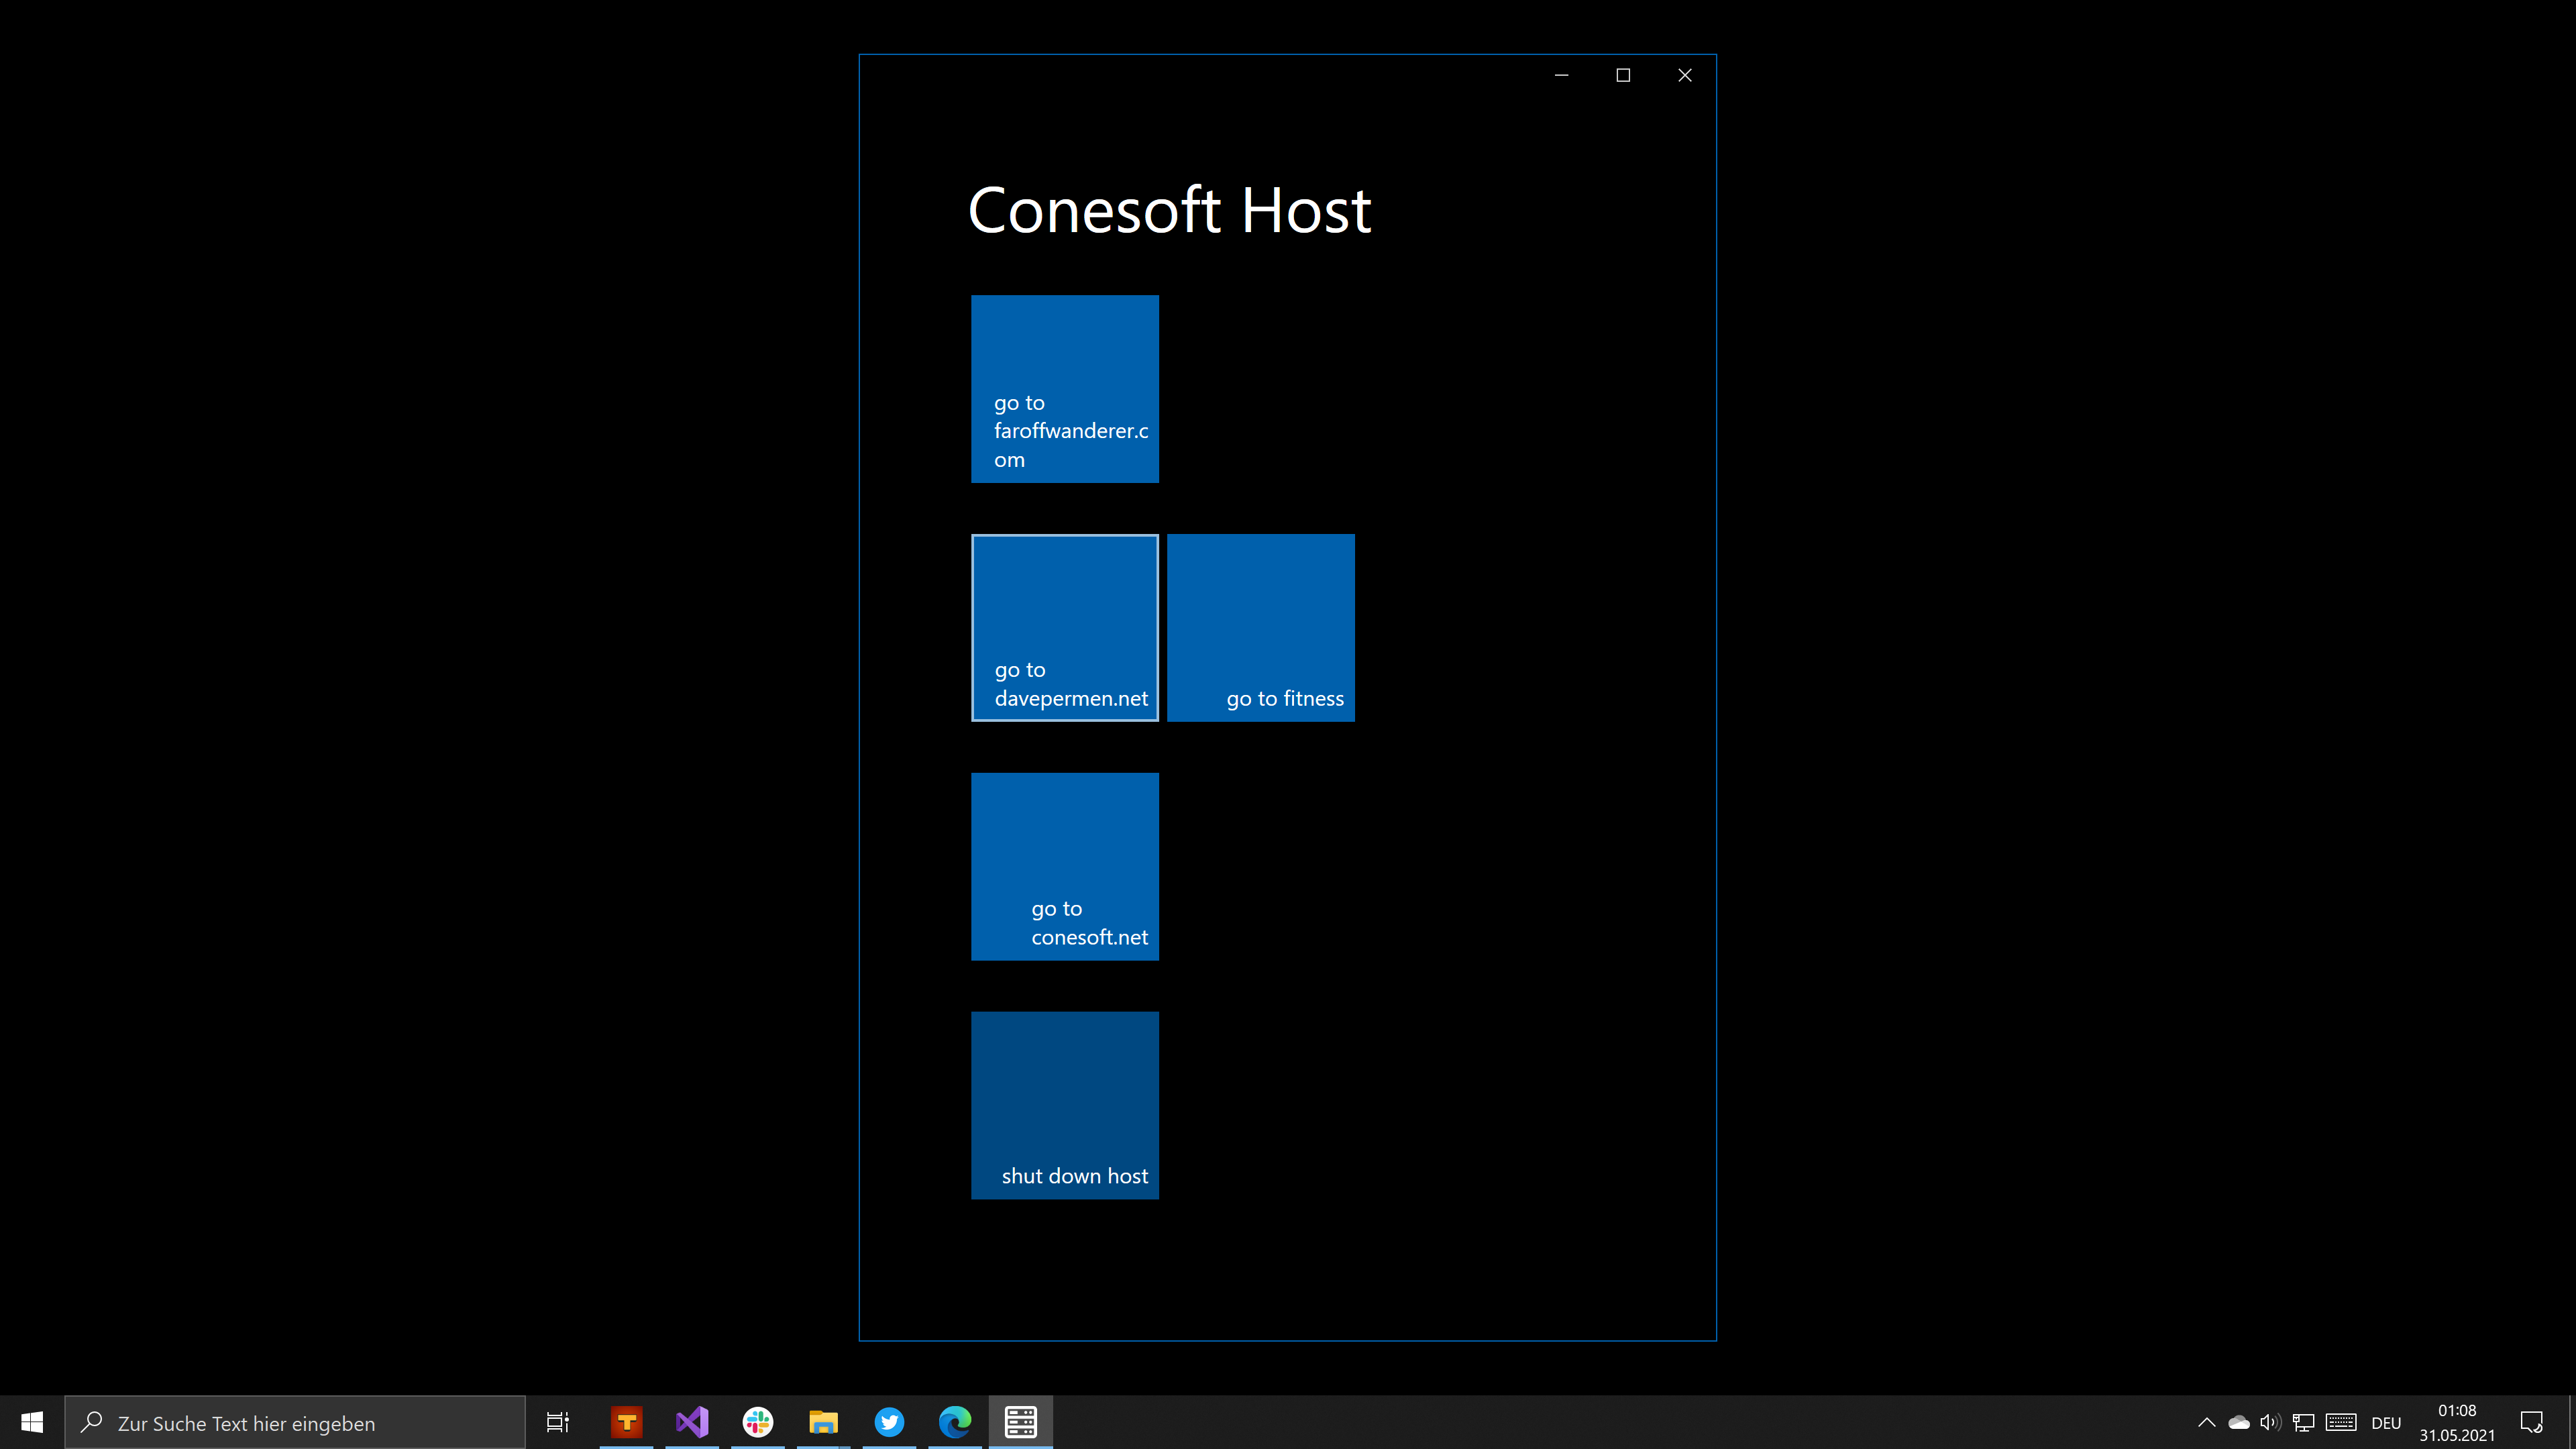 Conesoft Host
go to
faroffwanderer.c
om
go to
davepermen.net
go to fitness
go to
conesoft.net
shut down host
Zur Suche Text hier eingeben
DEU
01:08
31.05.2021